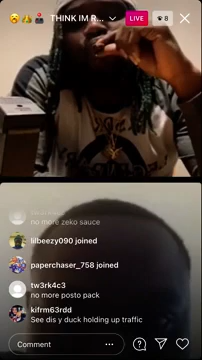 THINK IM R...
LIVE
8
no more zeko sauce
lilbeezy090 joined
paperchaser_758 joined
tw3rk4c3
no more posto pack
kifrm63rdd
See dis y duck holding up traffic
Comment